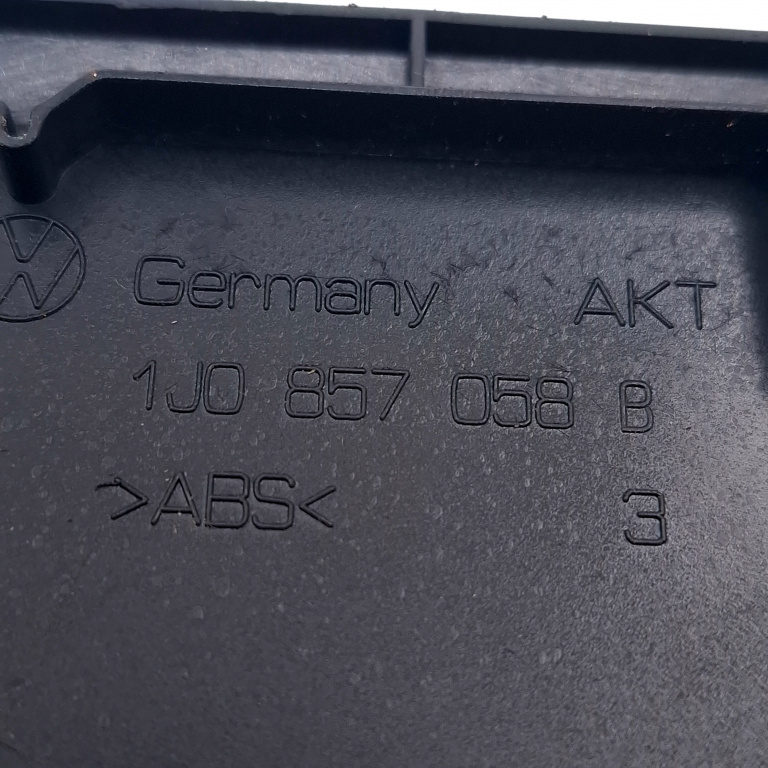 Germany AKT
1J0 857 058 B
>ABS< 3